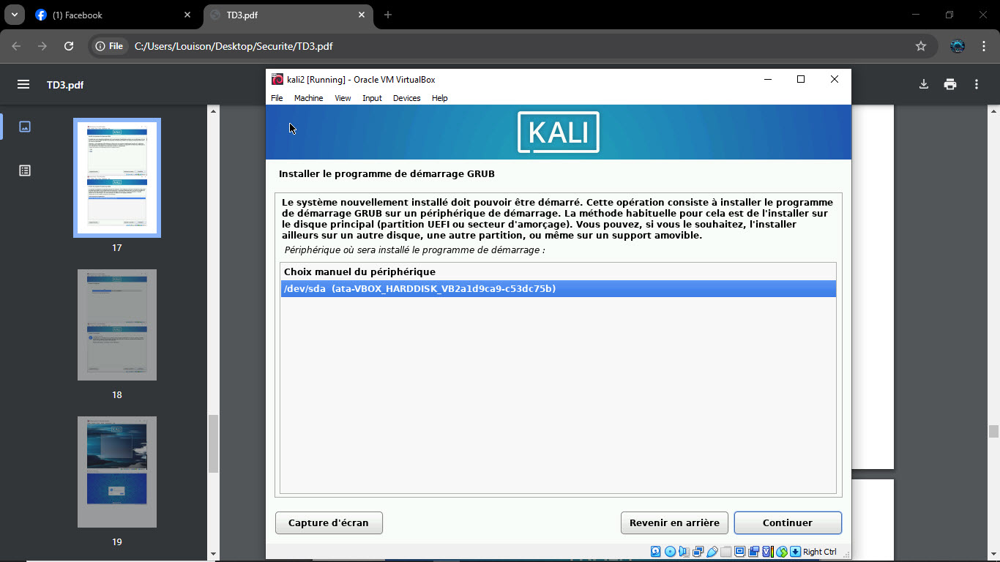 (1) Facebook
TD3.pdf
File
C:/Users/Louison/Desktop/Securite/TD3.pdf
TD3.pdf
17
18
19
kali2 [Running] - Oracle VM VirtualBox
File Machine View Input Devices Help
KALI
Installer le programme de démarrage GRUB
Le système nouvellement installé doit pouvoir être démarré. Cette opération consiste à installer le programme
de démarrage GRUB sur un périphérique de démarrage. La méthode habituelle pour cela est de l'installer sur
le disque principal (partition UEFI ou secteur d'amorçage). Vous pouvez, si vous le souhaitez, l'installer
ailleurs sur un autre disque, une autre partition, ou même sur un support amovible.
Périphérique où sera installé le programme de démarrage :
Choix manuel du périphérique
/dev/sda (ata-VBOX_HARDDISK_VB2a1d9ca9-c53dc75b)
Capture d'écran
Revenir en arrière
Continuer
Right Ctrl